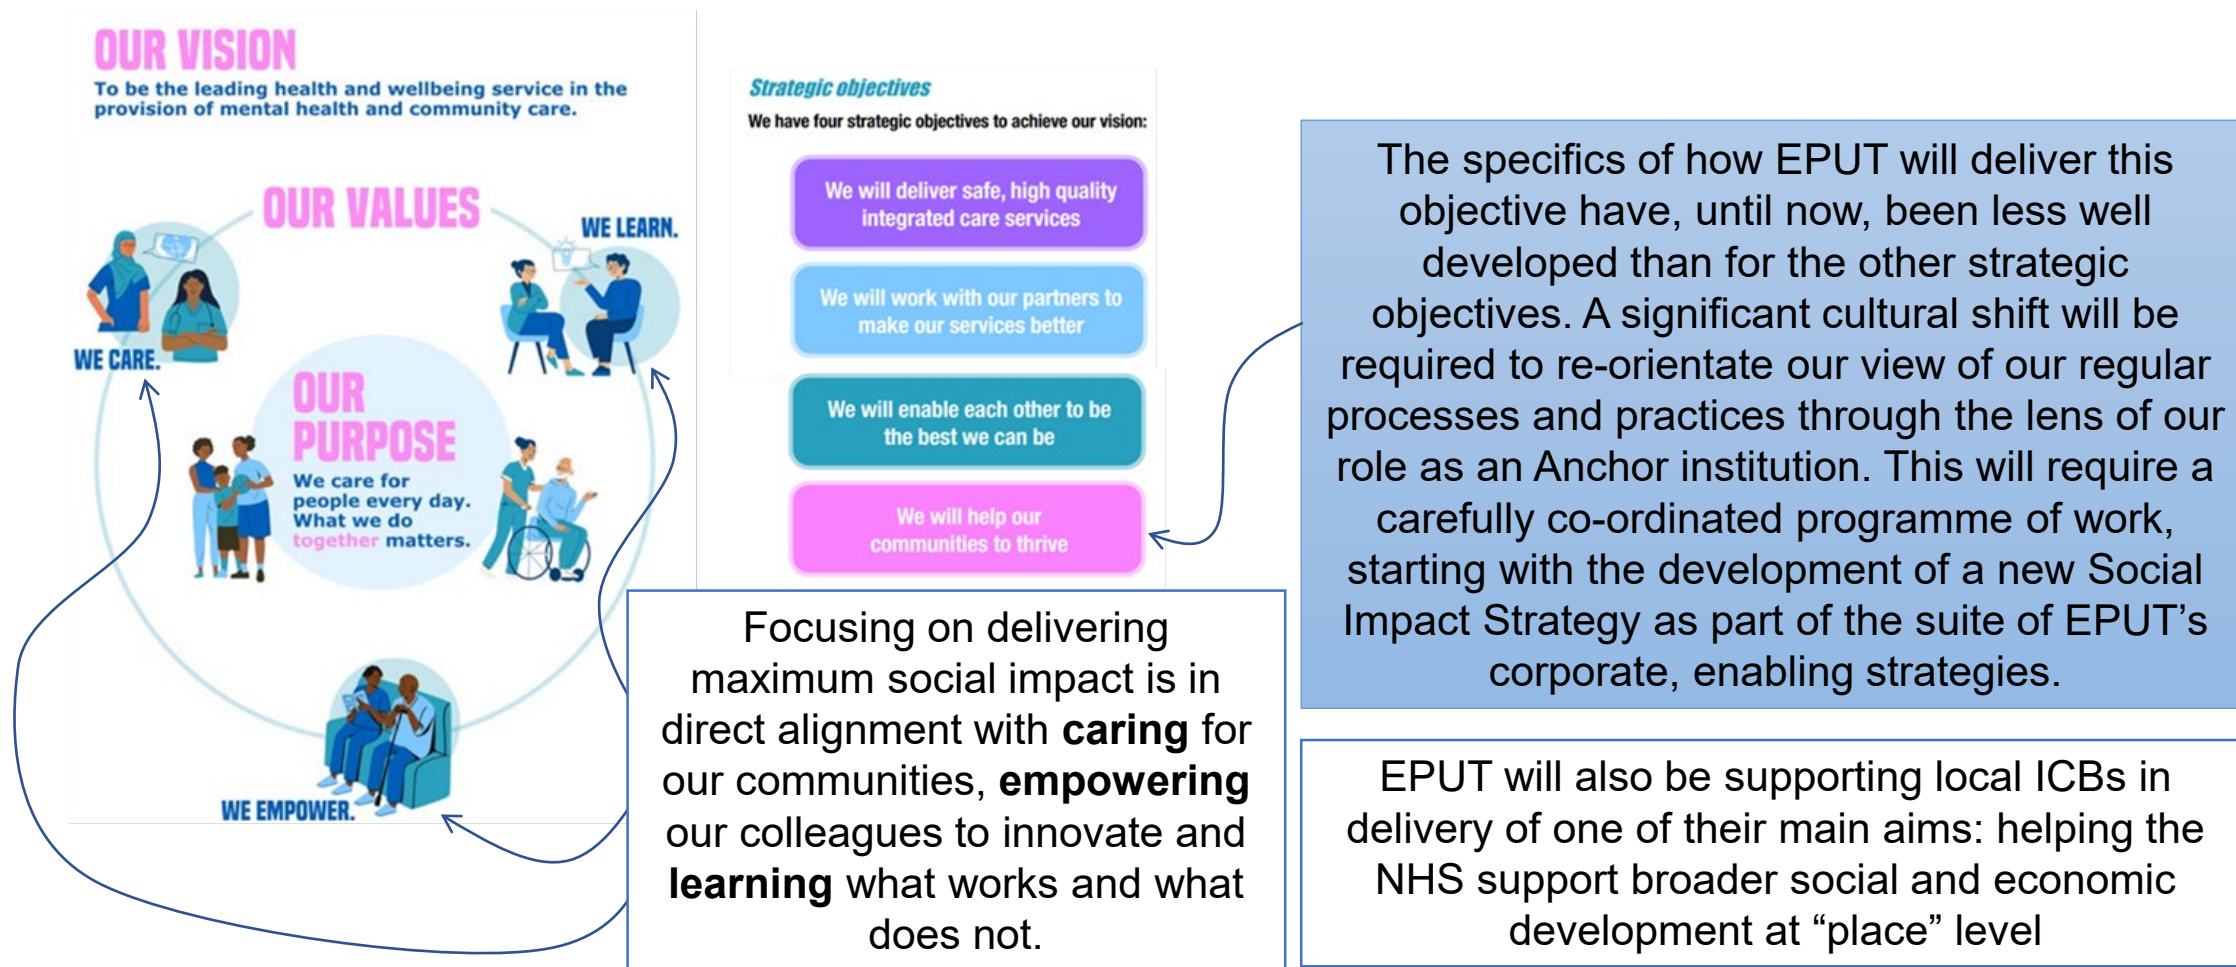 OUR VISION
To be the leading health and wellbeing service in the
provision of mental health and community care.
OUR VALUES
WE LEARN.
WE CARE.
OUR
PURPOSE
We care for
people every day.
What we do
together matters.
WE EMPOWER.
Strategic objectives
We have four strategic objectives to achieve our vision:
We will deliver safe, high quality
integrated care services
We will work with our partners to
make our services better
We will enable each other to be
the best we can be
We will help our
communities to thrive
Focusing on delivering
maximum social impact is in
direct alignment with caring for
our communities, empowering
our colleagues to innovate and
learning what works and what
does not.
The specifics of how EPUT will deliver this
objective have, until now, been less well
developed than for the other strategic
objectives. A significant cultural shift will be
required to re-orientate our view of our regular
processes and practices through the lens of our
role as an Anchor institution. This will require a
carefully co-ordinated programme of work,
starting with the development of a new Social
Impact Strategy as part of the suite of EPUT’s
corporate, enabling strategies.
EPUT will also be supporting local ICBs in
delivery of one of their main aims: helping the
NHS support broader social and economic
development at “place” level